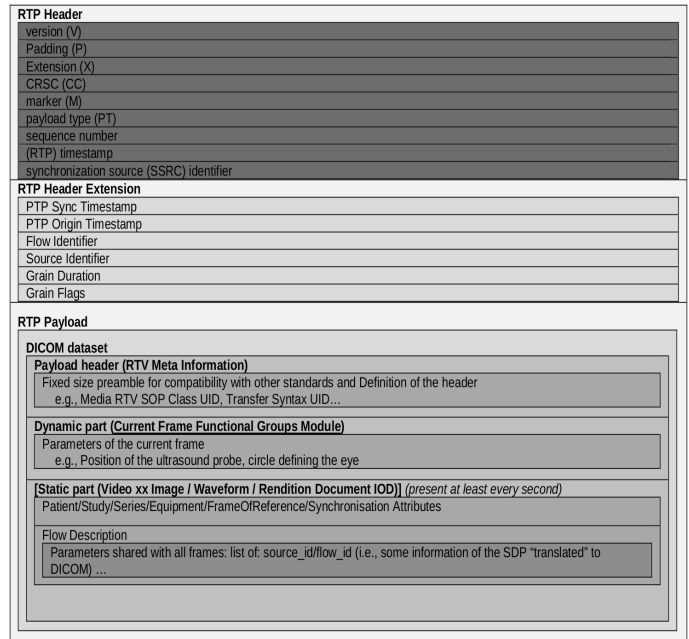 RTP Header
version (V)
Padding (P)
Extension (X)
CRSC (CC)
marker (M)
payload type (PT)
sequence number
(RTP) timestamp
synchronization source (SSRC) identifier
RTP Header Extension
PTP Sync Timestamp
PTP Origin Timestamp
Flow Identifier
Source Identifier
Grain Duration
Grain Flags
RTP Payload
DICOM dataset
Payload header (RTV Meta Information)
Fixed size preamble for compatibility with other standards and Definition of the header
e.g., Media RTV SOP Class UID, Transfer Syntax UID…
Dynamic part (Current Frame Functional Groups Module)
Parameters of the current frame
e.g., Position of the ultrasound probe, circle defining the eye
[Static part (Video xx Image / Waveform / Rendition Document IOD)] (present at least every second)
Patient/Study/Series/Equipment/FrameOfReference/Synchronisation Attributes
Flow Description
Parameters shared with all frames: list of: source_id/flow_id (i.e., some information of the SDP “translated” to
DICOM) …